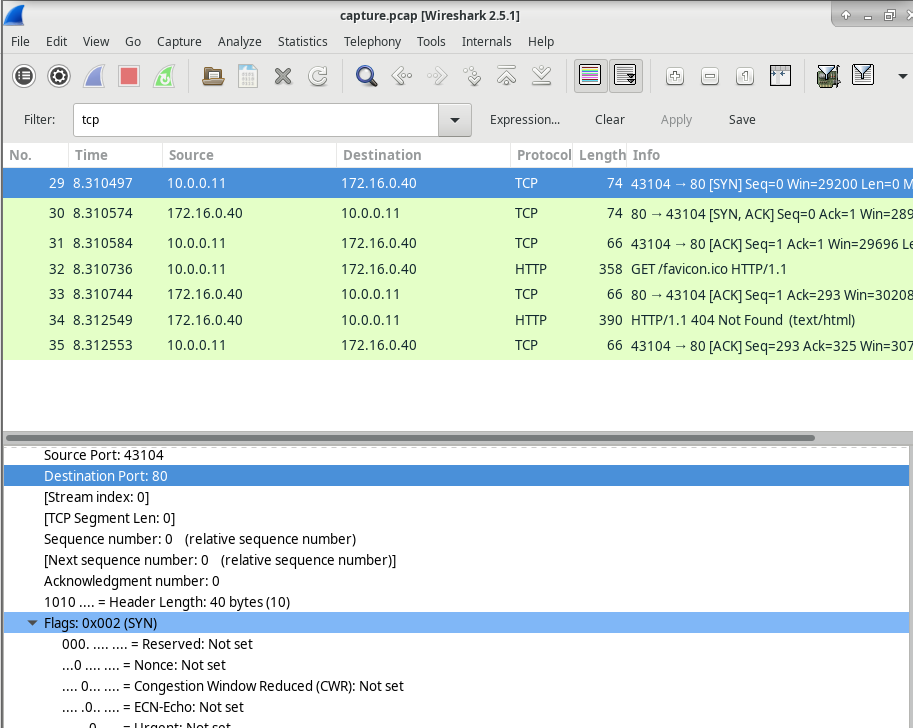 capture.pcap [Wireshark 2.5.1]
File Edit View Go Capture Analyze Statistics Telephony Tools Internals Help
Filter: tcp Expression... Clear Apply Save
No. Time Source Destination Protocol Length Info
29 8.310497 10.0.0.11 172.16.0.40 TCP 74 43104 → 80 [SYN] Seq=0 Win=29200 Len=0 M
30 8.310574 172.16.0.40 10.0.0.11 TCP 74 80 → 43104 [SYN, ACK] Seq=0 Ack=1 Win=289
31 8.310584 10.0.0.11 172.16.0.40 TCP 66 43104 → 80 [ACK] Seq=1 Ack=1 Win=29696 Le
32 8.310736 10.0.0.11 172.16.0.40 HTTP 358 GET /favicon.ico HTTP/1.1
33 8.310744 172.16.0.40 10.0.0.11 TCP 66 80 → 43104 [ACK] Seq=1 Ack=293 Win=30208
34 8.312549 172.16.0.40 10.0.0.11 HTTP 390 HTTP/1.1 404 Not Found (text/html)
35 8.312553 10.0.0.11 172.16.0.40 TCP 66 43104 → 80 [ACK] Seq=293 Ack=325 Win=307
Source Port: 43104
Destination Port: 80
[Stream index: 0]
[TCP Segment Len: 0]
Sequence number: 0 (relative sequence number)
[Next sequence number: 0 (relative sequence number)]
Acknowledgment number: 0
1010 .... = Header Length: 40 bytes (10)
Flags: 0x002 (SYN)
000. .... .... = Reserved: Not set
...0 .... .... = Nonce: Not set
.... 0... .... = Congestion Window Reduced (CWR): Not set
.... .0.. .... = ECN-Echo: Not set
.... ..0. .... = Urgent: Not set